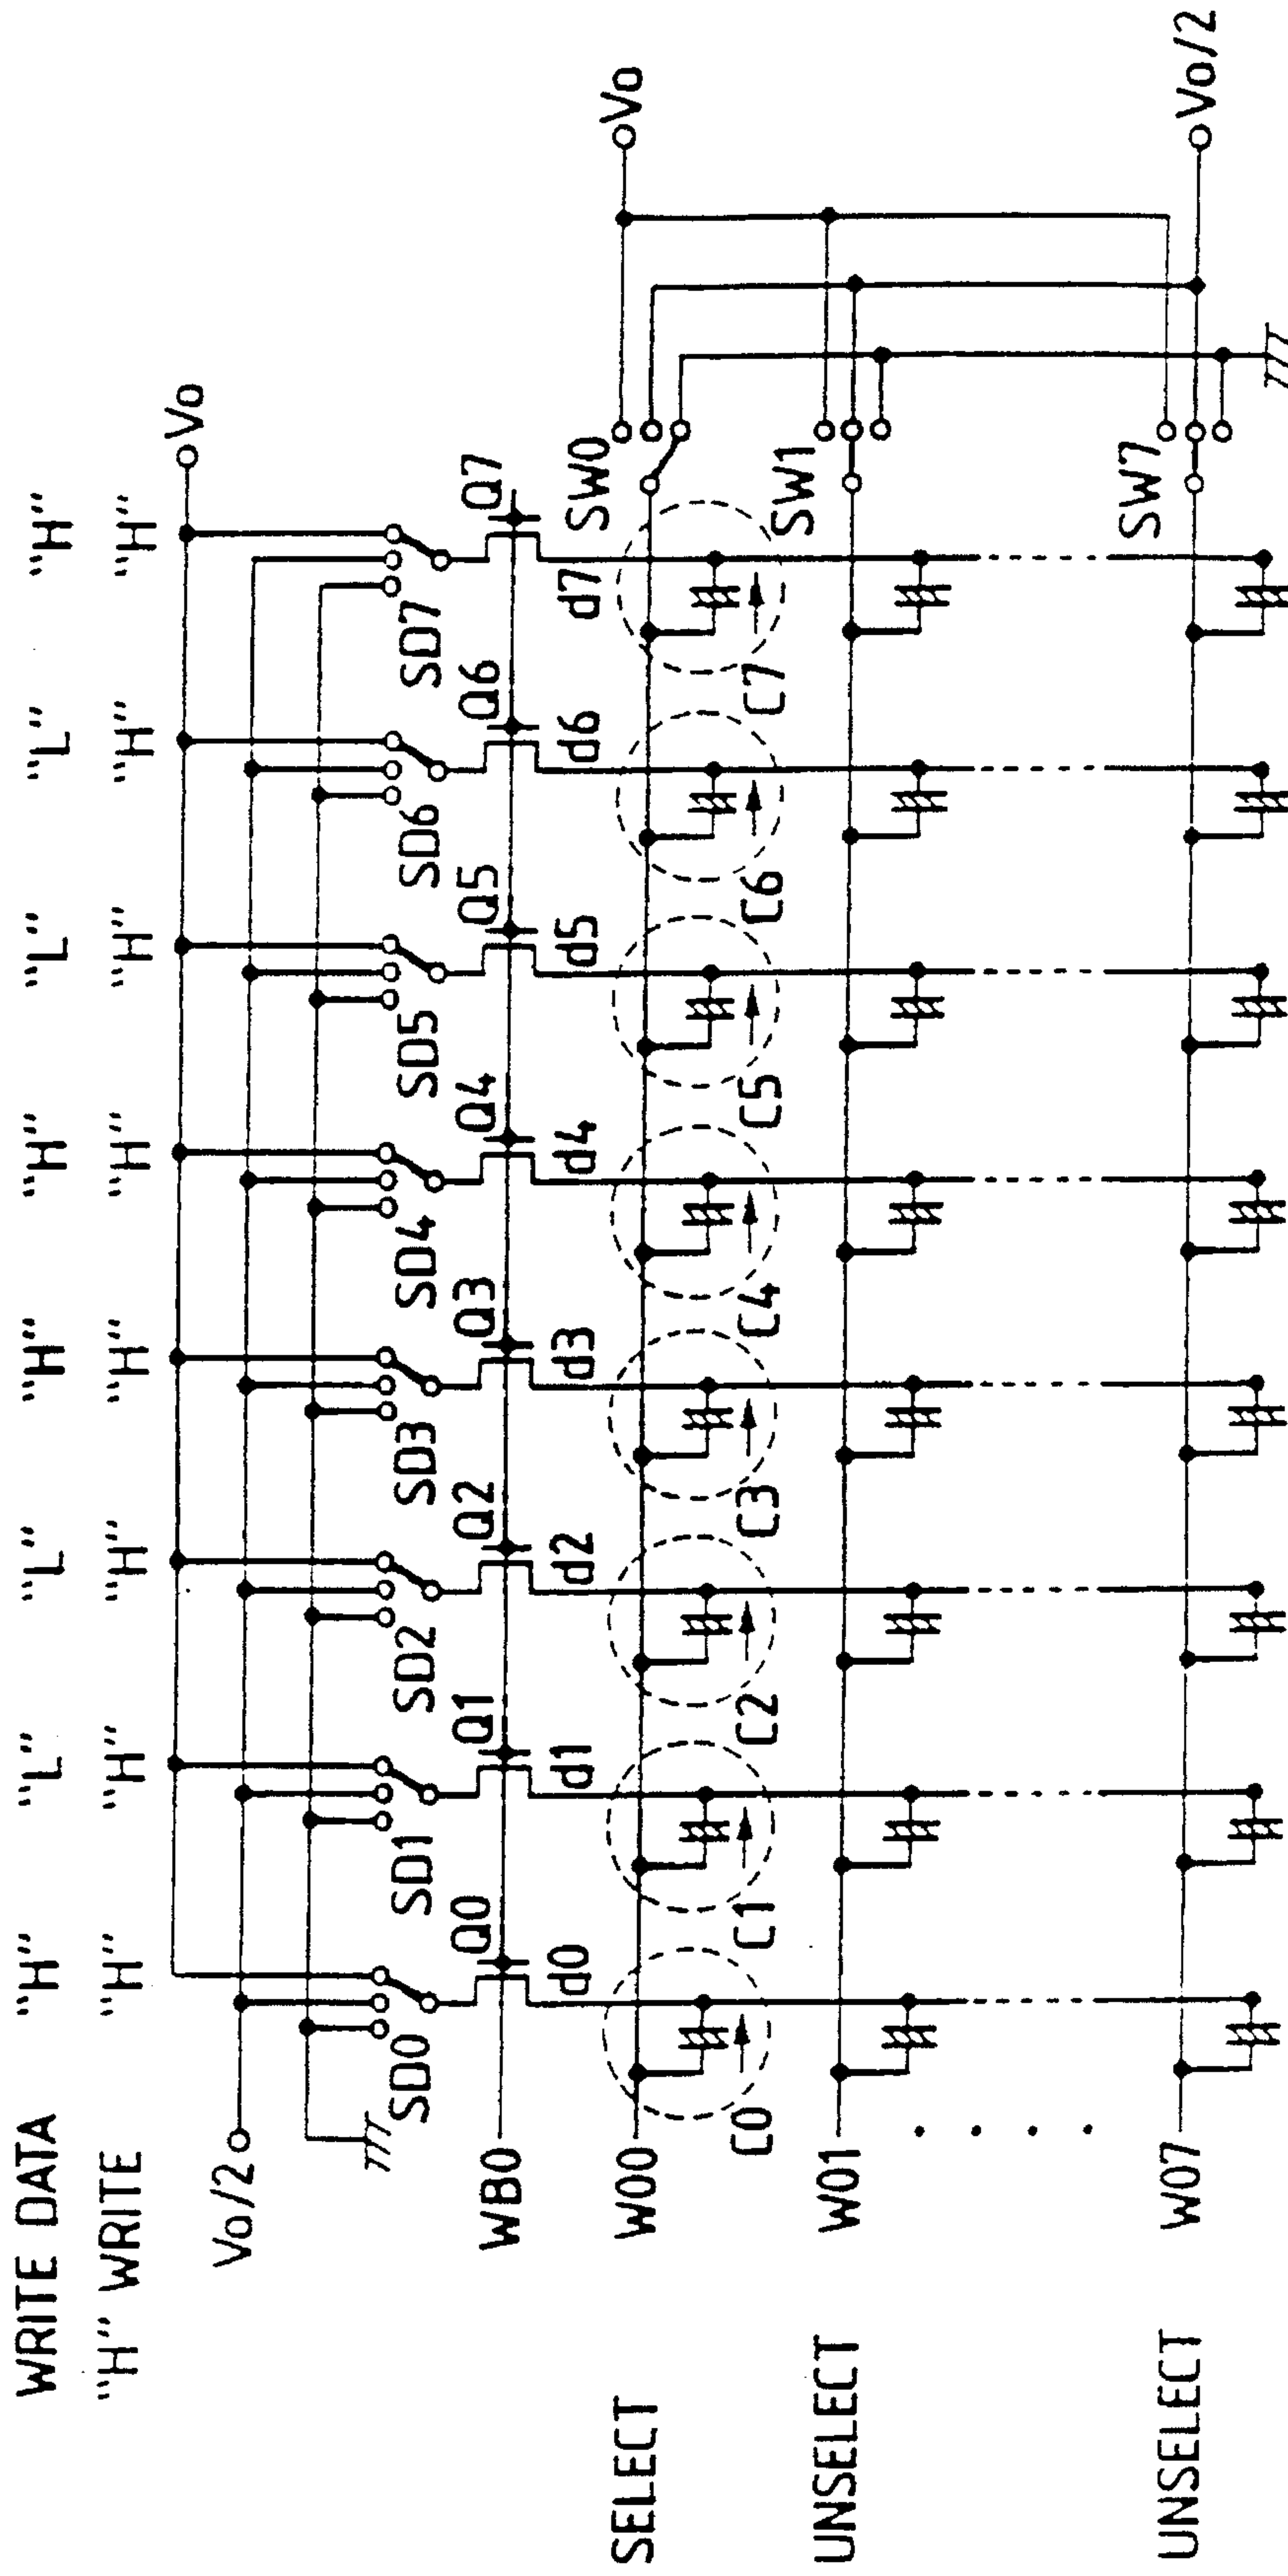 WRITE DATA "H" "L" "L" "H" "H" "L" "L" "H"
"H" WRITE "H" "H" "H" "H" "H" "H" "H" "H"
Vo
Vo/2
SD0 SD1 SD2 SD3 SD4 SD5 SD6 SD7
Q0 Q1 Q2 Q3 Q4 Q5 Q6 Q7
WB0
d0 d1 d2 d3 d4 d5 d6 d7
SW0
Vo
SELECT W00
C0 C1 C2 C3 C4 C5 C6 C7
SW1
UNSELECT W01
SW7
UNSELECT W07
Vo/2